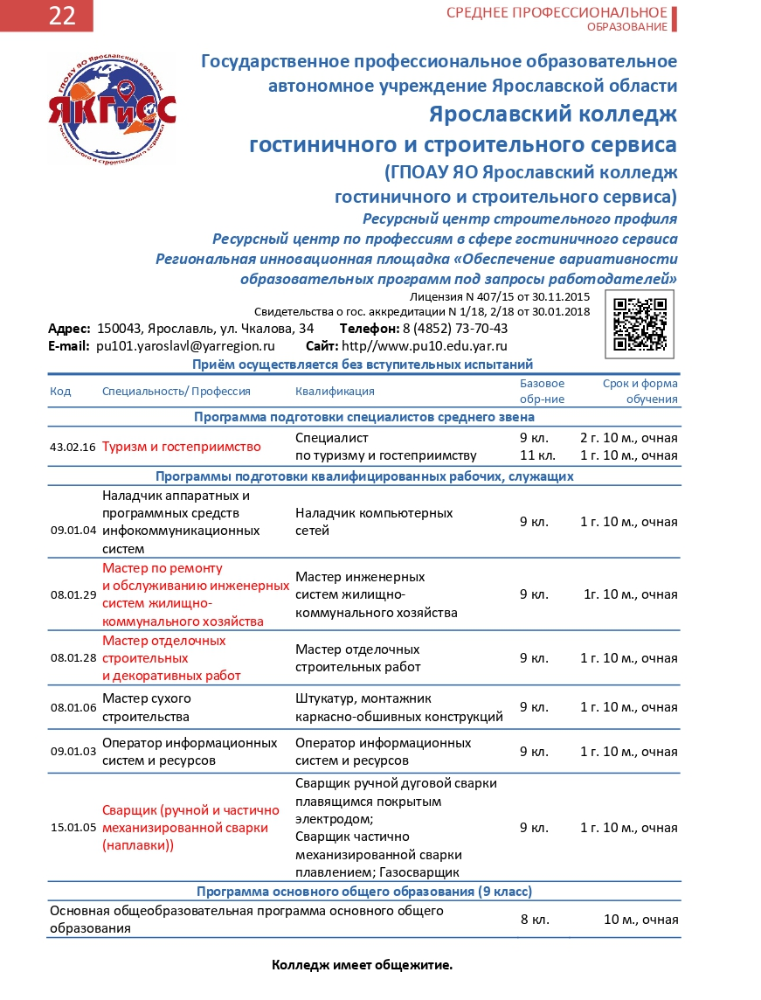 22
СРЕДНЕЕ ПРОФЕССИОНАЛЬНОЕ
ОБРАЗОВАНИЕ
ГПОАУ ЯО Ярославский колледж
ЯКГиСС
гостиничного и строительного сервиса
Государственное профессиональное образовательное
автономное учреждение Ярославской области
Ярославский колледж
гостиничного и строительного сервиса
(ГПОАУ ЯО Ярославский колледж
гостиничного и строительного сервиса)
Ресурсный центр строительного профиля
Ресурсный центр по профессиям в сфере гостиничного сервиса
Региональная инновационная площадка «Обеспечение вариативности
образовательных программ под запросы работодателей»
Лицензия N 407/15 от 30.11.2015
Свидетельства о гос. аккредитации N 1/18, 2/18 от 30.01.2018
Адрес: 150043, Ярославль, ул. Чкалова, 34 Телефон: 8 (4852) 73-70-43
E-mail: pu101.yaroslavl@yarregion.ru Сайт: http//www.pu10.edu.yar.ru
Приём осуществляется без вступительных испытаний
Код Специальность/ Профессия Квалификация Базовое обр-ние Срок и форма обучения
Программа подготовки специалистов среднего звена
43.02.16 Туризм и гостеприимство
Специалист 9 кл. 2 г. 10 м., очная
по туризму и гостеприимству 11 кл. 1 г. 10 м., очная
Программы подготовки квалифицированных рабочих, служащих
Наладчик аппаратных и
программных средств
09.01.04 инфокоммуникационных
систем
Наладчик компьютерных
сетей
9 кл. 1 г. 10 м., очная
Мастер по ремонту
и обслуживанию инженерных
08.01.29 систем жилищно-
коммунального хозяйства
Мастер инженерных
систем жилищно-
коммунального хозяйства
9 кл. 1г. 10 м., очная
Мастер отделочных
08.01.28 строительных
и декоративных работ
Мастер отделочных
строительных работ
9 кл. 1 г. 10 м., очная
08.01.06 Мастер сухого
строительства
Штукатур, монтажник
каркасно-обшивных конструкций
9 кл. 1 г. 10 м., очная
09.01.03 Оператор информационных
систем и ресурсов
Оператор информационных
систем и ресурсов
9 кл. 1 г. 10 м., очная
Сварщик (ручной и частично
15.01.05 механизированной сварки
(наплавки))
Сварщик ручной дуговой сварки
плавящимся покрытым
электродом;
Сварщик частично
механизированной сварки
плавлением; Газосварщик
9 кл. 1 г. 10 м., очная
Программа основного общего образования (9 класс)
Основная общеобразовательная программа основного общего
образования
8 кл. 10 м., очная
Колледж имеет общежитие.